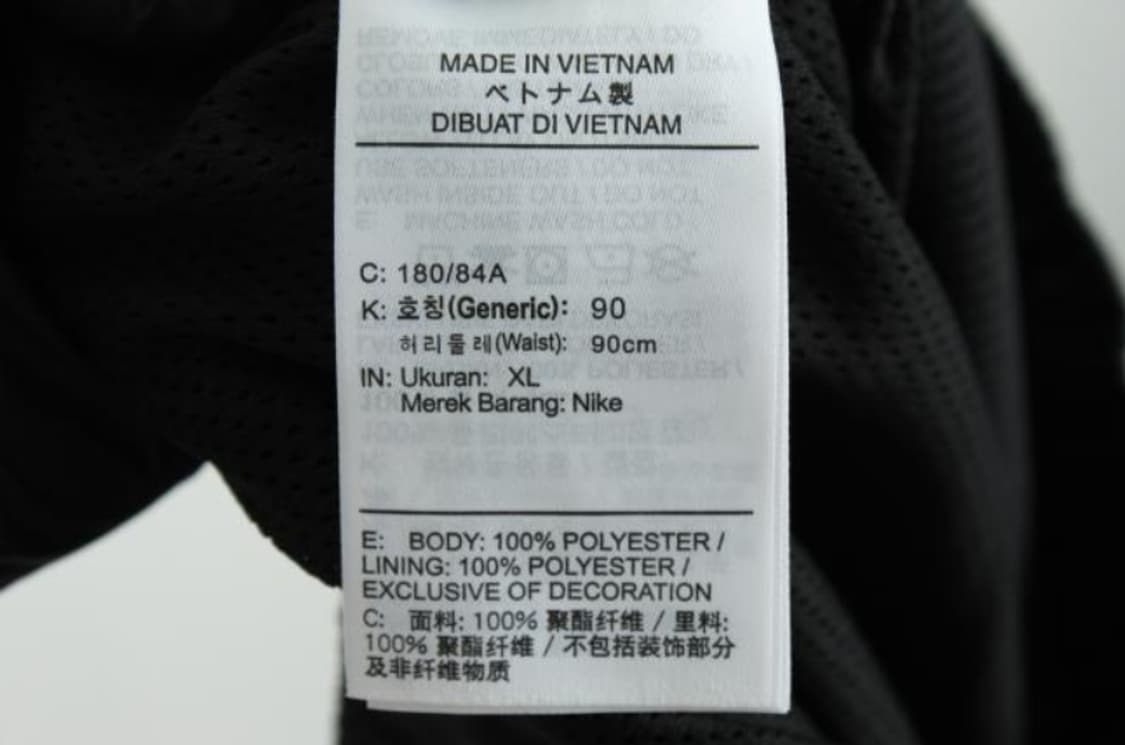 MADE IN VIETNAM
ベトナム製
DIBUAT DI VIETNAM
C: 180/84A
K: 호칭(Generic): 90
허리둘레(Waist): 90cm
IN: Ukuran: XL
Merek Barang: Nike
E: BODY: 100% POLYESTER /
LINING: 100% POLYESTER /
EXCLUSIVE OF DECORATION
C: 面料: 100% 聚酯纤维 / 里料:
100% 聚酯纤维 / 不包括装饰部分
及非纤维物质